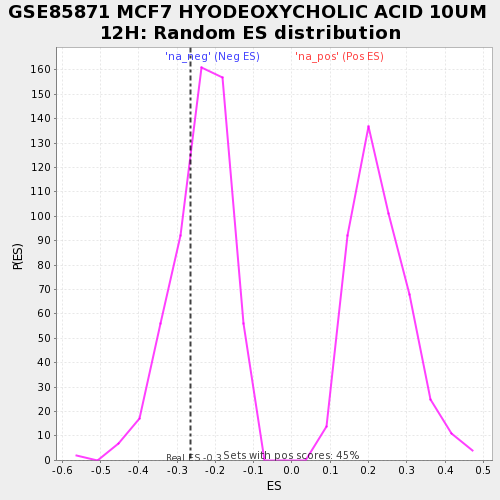 GSE85871 MCF7 HYODEOXYCHOLIC ACID 10UM
12H: Random ES distribution
'na_neg' (Neg ES)
'na_pos' (Pos ES)
P(ES)
160
150
140
130
120
110
100
90
80
70
60
50
40
30
20
10
0
Real ES -0.3
Sets with pos scores: 45%
-0.6 -0.5 -0.4 -0.3 -0.2 -0.1 0.0 0.1 0.2 0.3 0.4 0.5
ES